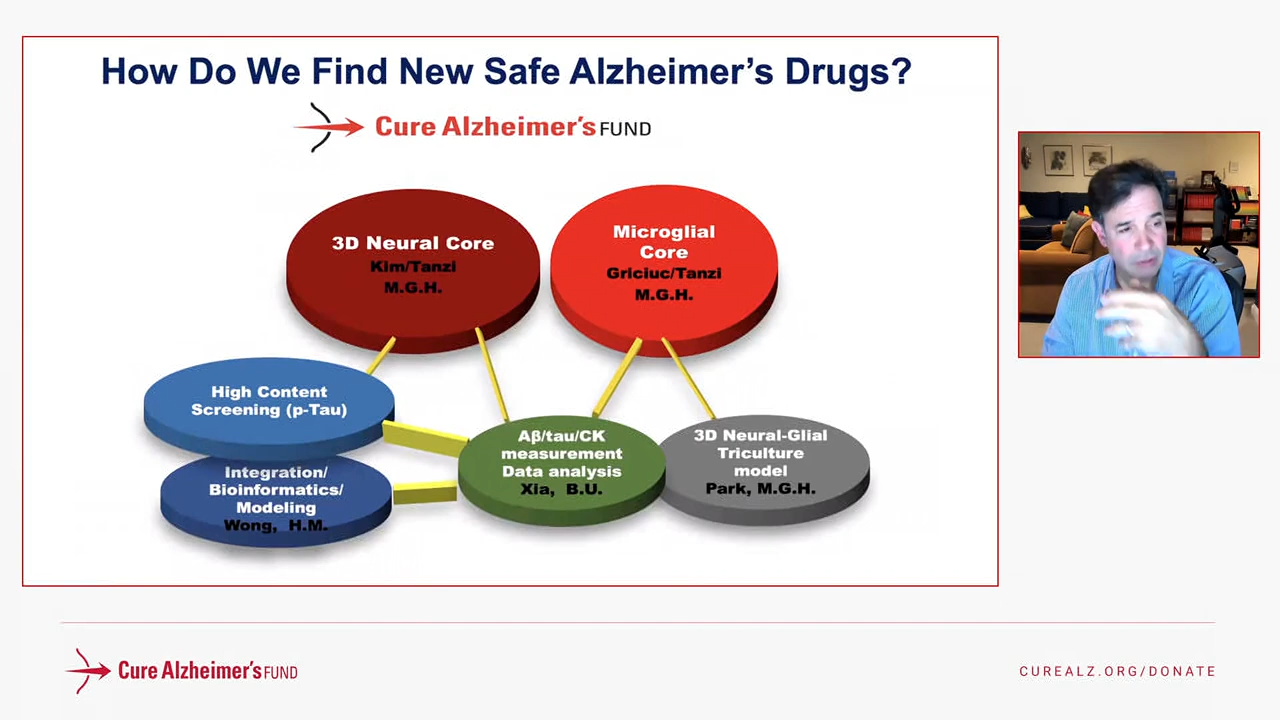 How Do We Find New Safe Alzheimer's Drugs?
Cure Alzheimer's FUND
3D Neural Core
Kim/Tanzi
M.G.H.
Microglial
Core
Griciuc/Tanzi
M.G.H.
High Content
Screening (p-Tau)
Integration/
Bioinformatics/
Modeling
Wong, H.M.
Aβ/tau/CK
measurement
Data analysis
Xia, B.U.
3D Neural-Glial
Triculture
model
Park, M.G.H.
Cure Alzheimer's FUND
CUREALZ.ORG/DONATE